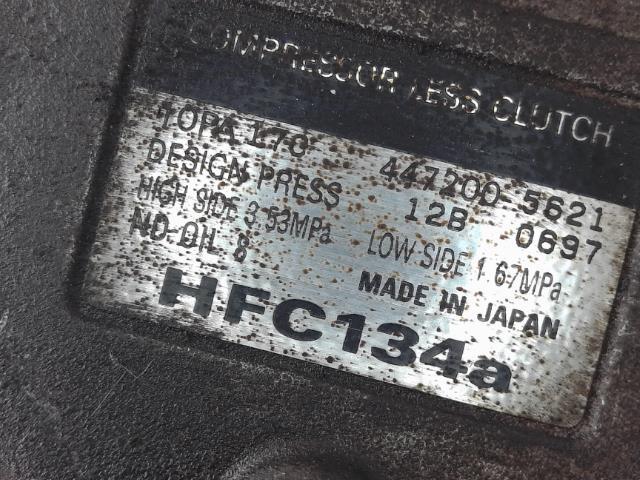 COMPRESSOR LESS CLUTCH
10PA 17C 447200-5621
DESIGN PRESS 12B 0697
HIGH SIDE 3.53MPa LOW SIDE 1.67MPa
ND-OIL 8 MADE IN JAPAN
HFC134a